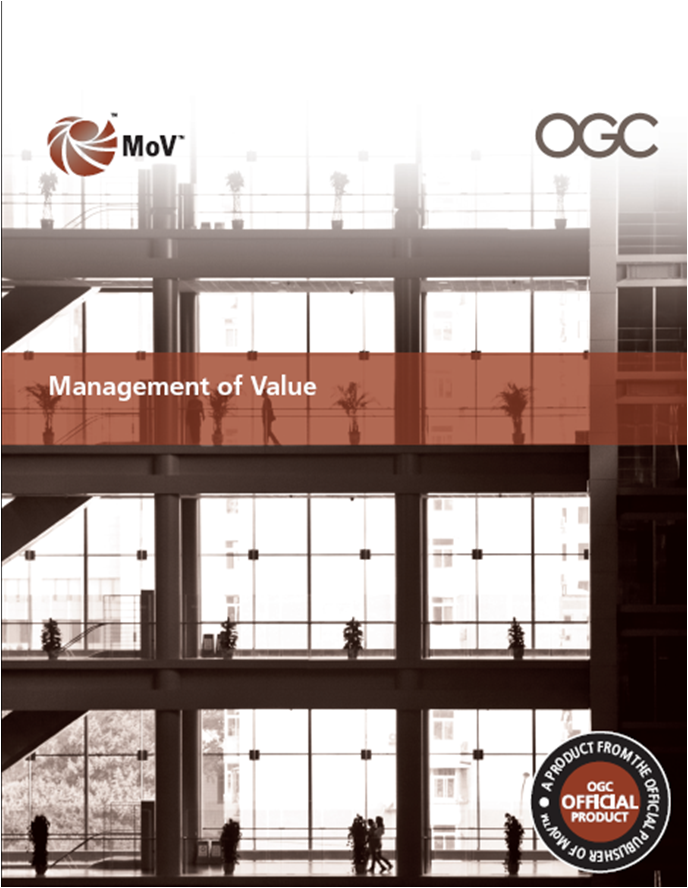 MoV™
OGC
Management of Value
A PRODUCT FROM THE OFFICIAL PUBLISHER OF MoV™
OGC
OFFICIAL
PRODUCT